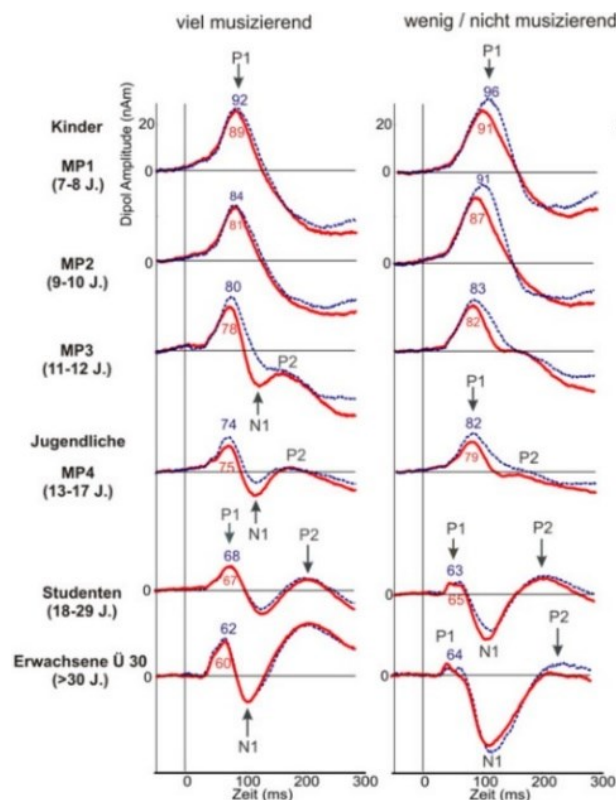 viel musizierend
wenig / nicht musizierend
Dipol Amplitude (nAm)
Kinder
MP1
(7-8 J.)
20
0
P1
92
89
20
0
P1
96
91
MP2
(9-10 J.)
0
84
81
0
91
87
MP3
(11-12 J.)
80
78
P2
N1
83
82
Jugendliche
MP4
(13-17 J.)
74
75
P2
N1
P1
82
79
P2
Studenten
(18-29 J.)
0
P1
68
67
P2
0
P1
63
65
N1
P2
Erwachsene Ü 30
(>30 J.)
0
62
60
N1
0
P1
64
N1
P2
0 100 200 300
Zeit (ms)
0 100 200 300
Zeit (ms)